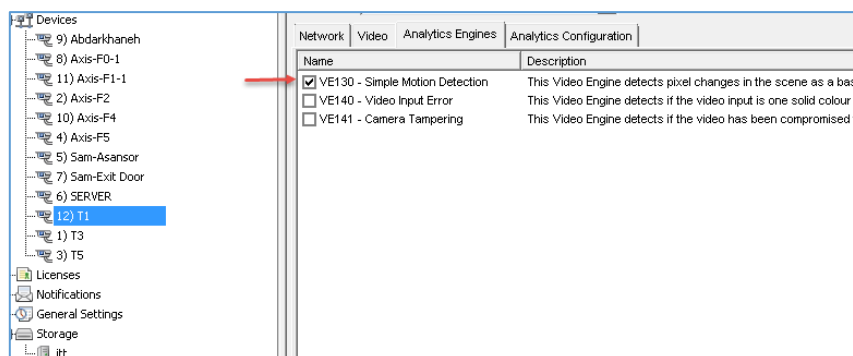 Devices
9) Abdarkhaneh
8) Axis-F0-1
11) Axis-F1-1
2) Axis-F2
10) Axis-F4
4) Axis-F5
5) Sam-Asansor
7) Sam-Exit Door
6) SERVER
12) T1
1) T3
3) T5
Licenses
Notifications
General Settings
Storage
itt
Network Video Analytics Engines Analytics Configuration
Name Description
VE130 - Simple Motion Detection This Video Engine detects pixel changes in the scene as a bas
VE140 - Video Input Error This Video Engine detects if the video input is one solid colour
VE141 - Camera Tampering This Video Engine detects if the video has been compromised